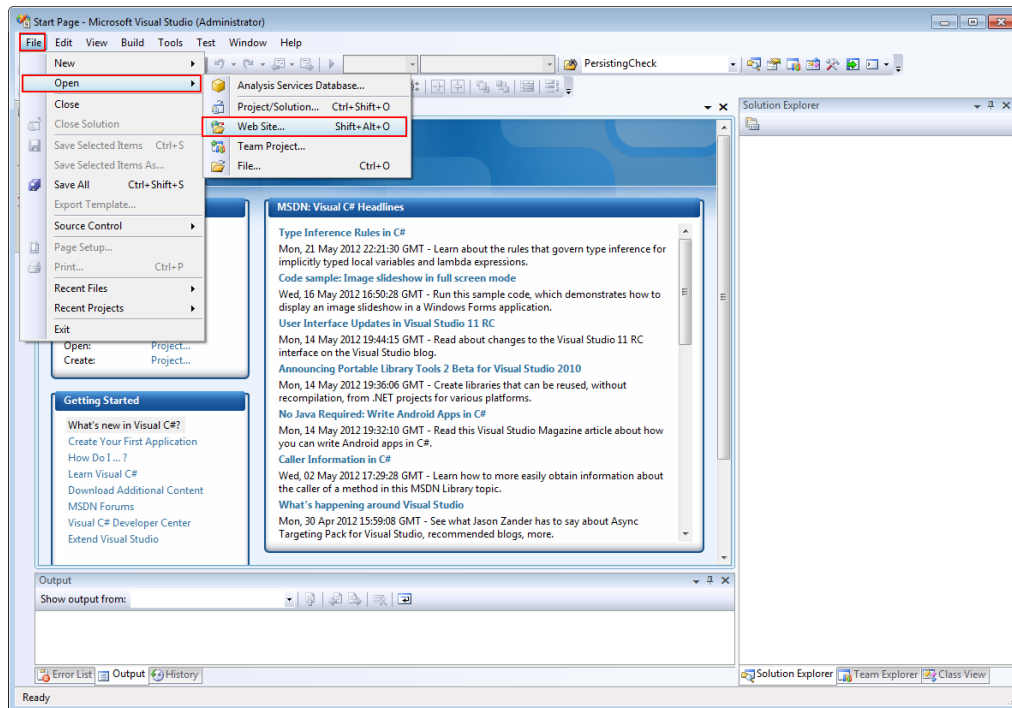 Start Page - Microsoft Visual Studio (Administrator)
File Edit View Build Tools Test Window Help
PersistingCheck
New
Open
Close
Close Solution
Save Selected Items Ctrl+S
Save Selected Items As...
Save All Ctrl+Shift+S
Export Template...
Source Control
Page Setup...
Print... Ctrl+P
Recent Files
Recent Projects
Exit
Analysis Services Database...
Project/Solution... Ctrl+Shift+O
Web Site... Shift+Alt+O
Team Project...
File... Ctrl+O
Open: Project...
Create: Project...
Getting Started
What's new in Visual C#?
Create Your First Application
How Do I ... ?
Learn Visual C#
Download Additional Content
MSDN Forums
Visual C# Developer Center
Extend Visual Studio
MSDN: Visual C# Headlines
Type Inference Rules in C#
Mon, 21 May 2012 22:21:30 GMT - Learn about the rules that govern type inference for
implicitly typed local variables and lambda expressions.
Code sample: Image slideshow in full screen mode
Wed, 16 May 2012 16:50:28 GMT - Run this sample code, which demonstrates how to
display an image slideshow in a Windows Forms application.
User Interface Updates in Visual Studio 11 RC
Mon, 14 May 2012 19:44:15 GMT - Read about changes to the Visual Studio 11 RC
interface on the Visual Studio blog.
Announcing Portable Library Tools 2 Beta for Visual Studio 2010
Mon, 14 May 2012 19:36:06 GMT - Create libraries that can be reused, without
recompilation, from .NET projects for various platforms.
No Java Required: Write Android Apps in C#
Mon, 14 May 2012 19:32:10 GMT - Read this Visual Studio Magazine article about how
you can write Android apps in C#.
Caller Information in C#
Wed, 02 May 2012 17:29:28 GMT - Learn how to more easily obtain information about
the caller of a method in this MSDN Library topic.
What's happening around Visual Studio
Mon, 30 Apr 2012 15:59:08 GMT - See what Jason Zander has to say about Async
Targeting Pack for Visual Studio, recommended blogs, more.
Solution Explorer
Output
Show output from:
Error List Output History
Solution Explorer Team Explorer Class View
Ready